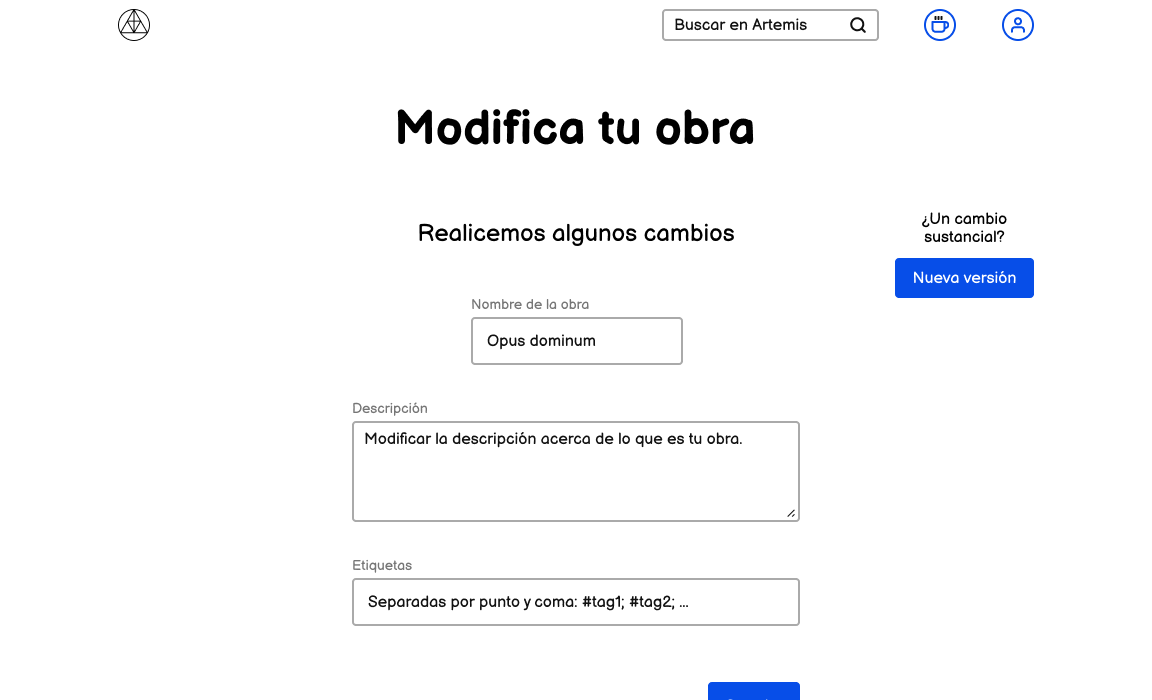 Buscar en Artemis
Modifica tu obra
Realicemos algunos cambios
¿Un cambio
sustancial?
Nueva versión
Nombre de la obra
Opus dominum
Descripción
Modificar la descripción acerca de lo que es tu obra.
Etiquetas
Separadas por punto y coma: #tag1; #tag2; ...